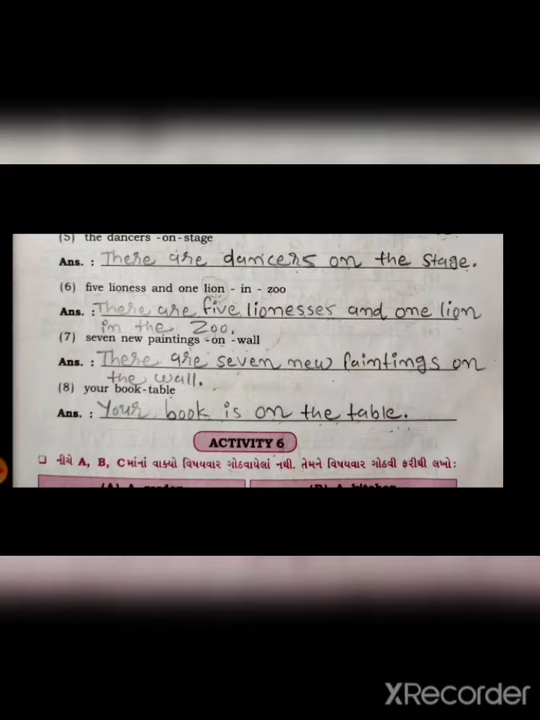 (5) the dancers -on-stage
Ans. : There are dancers on the stage.
(6) five lioness and one lion - in - zoo
Ans. : There are five lionesses and one lion
in the Zoo.
(7) seven new paintings -on -wall
Ans. : There are seven new paintings on
the wall.
(8) your book-table
Ans. : Your book is on the table.
ACTIVITY 6
❏ નીચે A, B, C માંનાં વાક્યો વિષયવાર ગોઠવાયેલાં નથી. તેમને વિષયવાર ગોઠવી ફરીથી લખો :
XRecorder